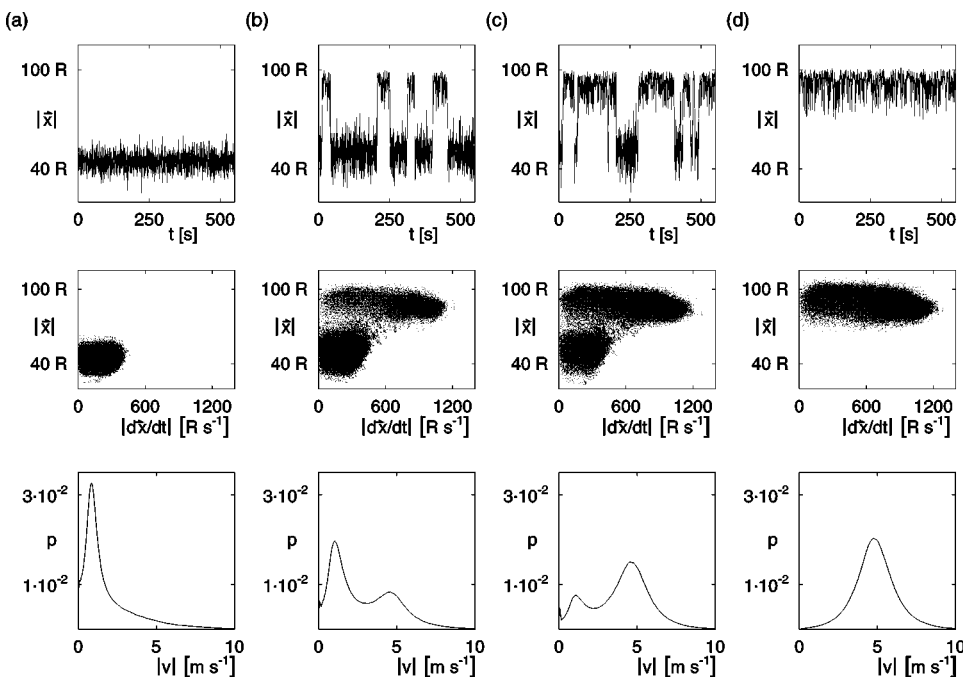 (a) (b) (c) (d)
100 R 100 R 100 R 100 R
|x̂| |x̂| |x̂| |x̂|
40 R 40 R 40 R 40 R
0 250 500 0 250 500 0 250 500 0 250 500
t [s] t [s] t [s] t [s]
100 R 100 R 100 R 100 R
|x̂| |x̂| |x̂| |x̂|
40 R 40 R 40 R 40 R
0 600 1200 0 600 1200 0 600 1200 0 600 1200
|dx̂/dt| [R s⁻¹] |dx̂/dt| [R s⁻¹] |dx̂/dt| [R s⁻¹] |dx̂/dt| [R s⁻¹]
3·10⁻² 3·10⁻² 3·10⁻² 3·10⁻²
p p p p
1·10⁻² 1·10⁻² 1·10⁻² 1·10⁻²
0 5 10 0 5 10 0 5 10 0 5 10
|v| [m s⁻¹] |v| [m s⁻¹] |v| [m s⁻¹] |v| [m s⁻¹]